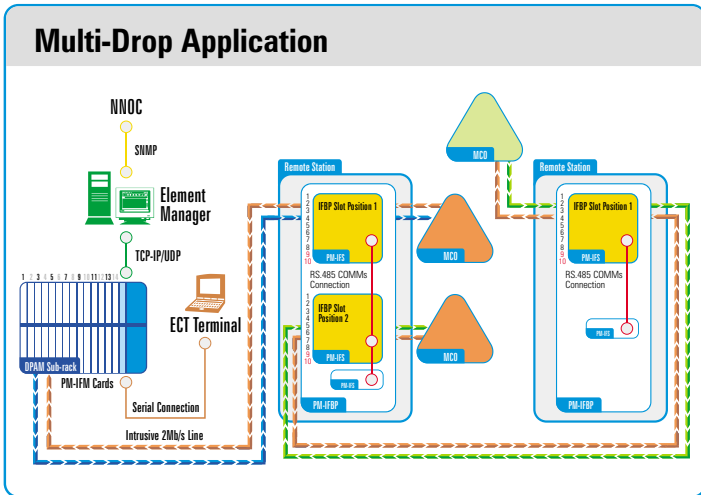 Multi-Drop Application
NNOC
SNMP
Element
Manager
TCP-IP/UDP
1 2 3 4 5 6 7 8 9 10 11 12 13 14
DPAM Sub-rack
PM-IFM Cards
ECT Terminal
Serial Connection
Intrusive 2Mb/s Line
Remote Station
1
2
3
4
5
6
7
8
9
10
IFBP Slot Position 1
PM-IFS
RS.485 COMMs
Connection
1
2
3
4
5
6
7
8
9
10
IFBP Slot
Position 2
PM-IFS
PM-IFS
PM-IFBP
MCO
MCO
MCO
Remote Station
1
2
3
4
5
6
7
8
9
10
IFBP Slot Position 1
PM-IFS
RS.485 COMMs
Connection
PM-IFS
PM-IFBP